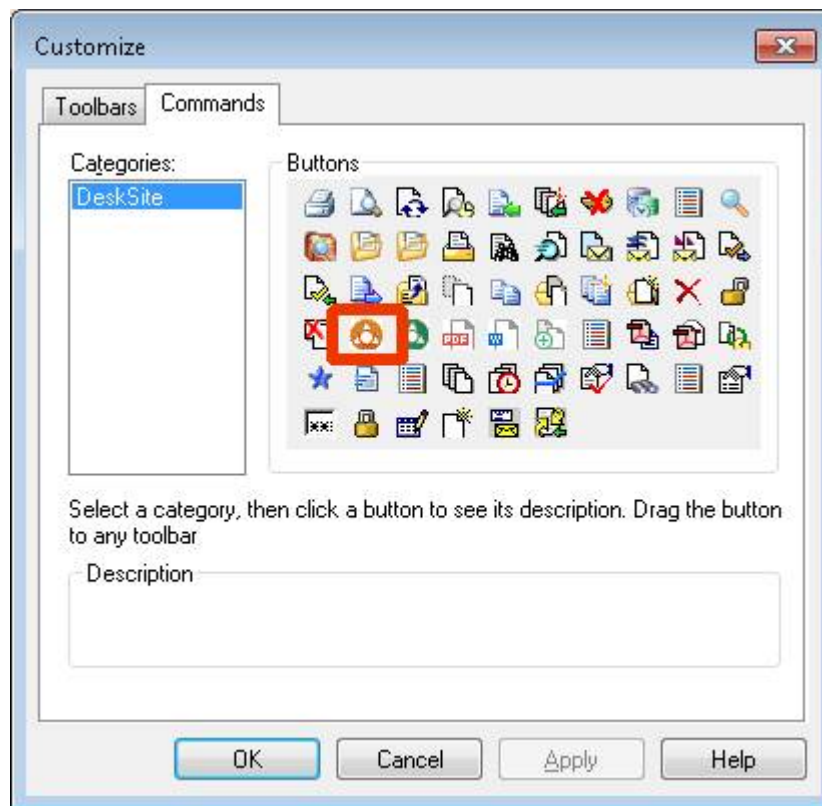 Customize
Toolbars
Commands
Categories:
Buttons
DeskSite
PDF
W
Select a category, then click a button to see its description. Drag the button
to any toolbar
Description
OK
Cancel
Apply
Help